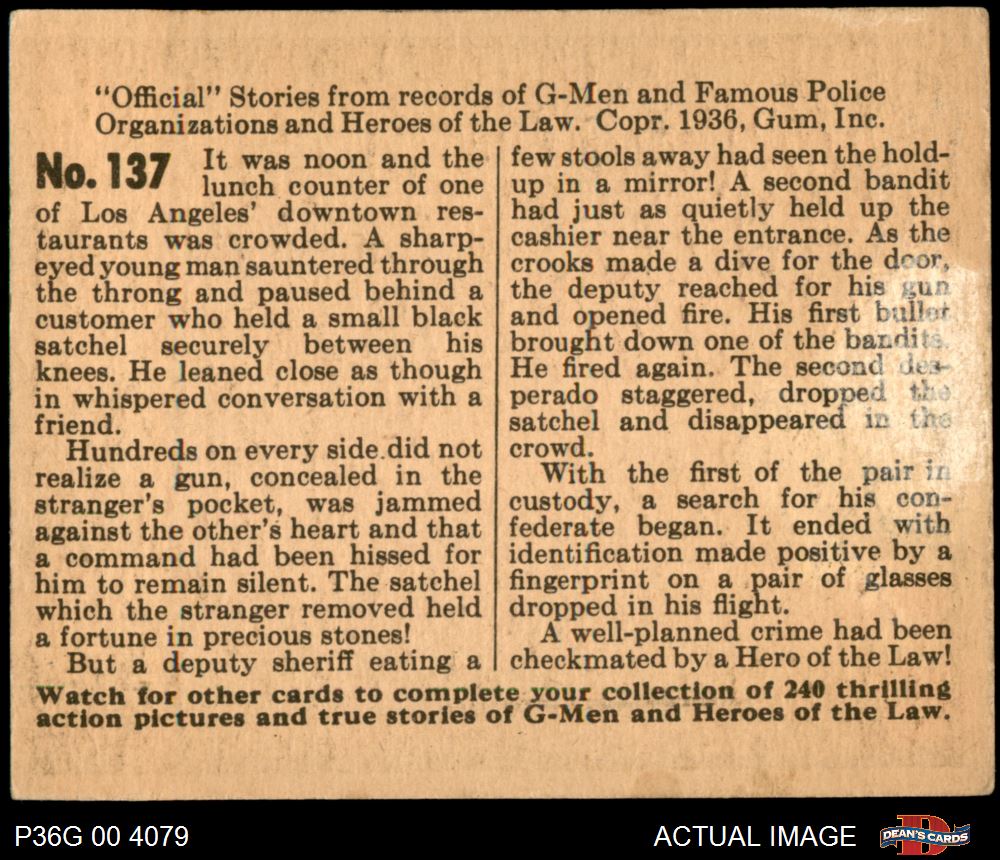 "Official" Stories from records of G-Men and Famous Police
Organizations and Heroes of the Law. Copr. 1936, Gum, Inc.
No. 137
It was noon and the
lunch counter of one
of Los Angeles' downtown res-
taurants was crowded. A sharp-
eyed young man sauntered through
the throng and paused behind a
customer who held a small black
satchel securely between his
knees. He leaned close as though
in whispered conversation with a
friend.
Hundreds on every side did not
realize a gun, concealed in the
stranger's pocket, was jammed
against the other's heart and that
a command had been hissed for
him to remain silent. The satchel
which the stranger removed held
a fortune in precious stones!
But a deputy sheriff eating a
few stools away had seen the hold-
up in a mirror! A second bandit
had just as quietly held up the
cashier near the entrance. As the
crooks made a dive for the door,
the deputy reached for his gun
and opened fire. His first bullet
brought down one of the bandits.
He fired again. The second des-
perado staggered, dropped the
satchel and disappeared in the
crowd.
With the first of the pair in
custody, a search for his con-
federate began. It ended with
identification made positive by a
fingerprint on a pair of glasses
dropped in his flight.
A well-planned crime had been
checkmated by a Hero of the Law!
Watch for other cards to complete your collection of 240 thrilling
action pictures and true stories of G-Men and Heroes of the Law.
P36G 00 4079
ACTUAL IMAGE
D
DEAN'S CARDS